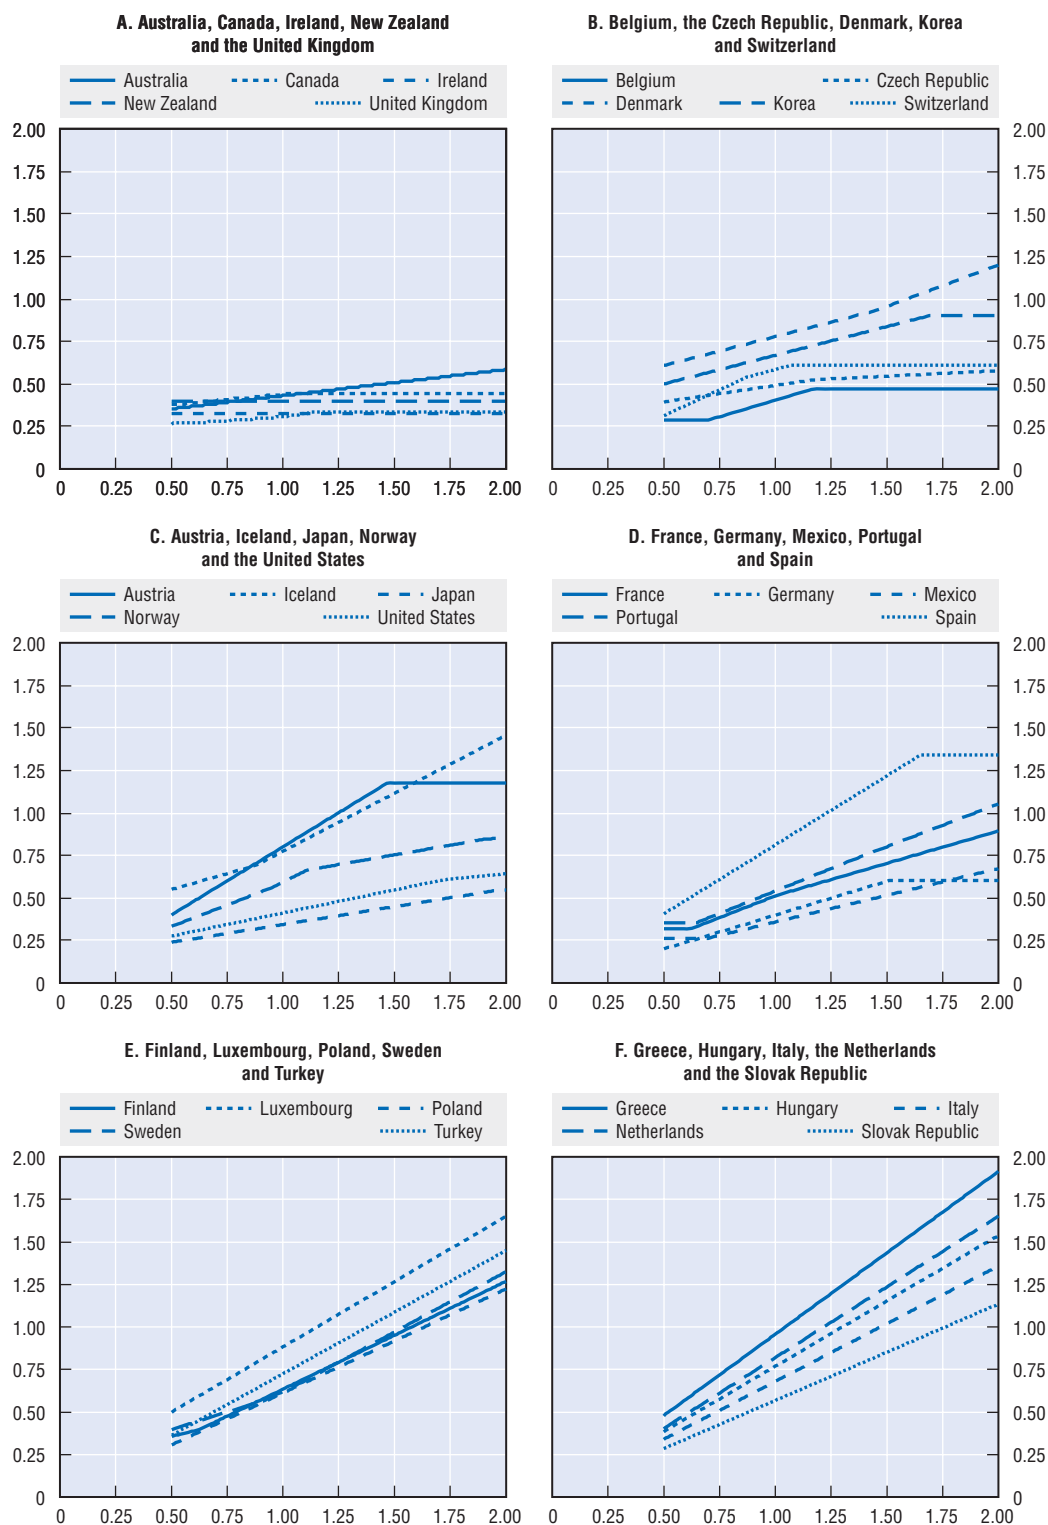 A. Australia, Canada, Ireland, New Zealand
and the United Kingdom
Australia Canada Ireland
New Zealand United Kingdom
2.00
1.75
1.50
1.25
1.00
0.75
0.50
0.25
0
0 0.25 0.50 0.75 1.00 1.25 1.50 1.75 2.00
B. Belgium, the Czech Republic, Denmark, Korea
and Switzerland
Belgium Czech Republic
Denmark Korea Switzerland
2.00
1.75
1.50
1.25
1.00
0.75
0.50
0.25
0
0 0.25 0.50 0.75 1.00 1.25 1.50 1.75 2.00
C. Austria, Iceland, Japan, Norway
and the United States
Austria Iceland Japan
Norway United States
2.00
1.75
1.50
1.25
1.00
0.75
0.50
0.25
0
0 0.25 0.50 0.75 1.00 1.25 1.50 1.75 2.00
D. France, Germany, Mexico, Portugal
and Spain
France Germany Mexico
Portugal Spain
2.00
1.75
1.50
1.25
1.00
0.75
0.50
0.25
0
0 0.25 0.50 0.75 1.00 1.25 1.50 1.75 2.00
E. Finland, Luxembourg, Poland, Sweden
and Turkey
Finland Luxembourg Poland
Sweden Turkey
2.00
1.75
1.50
1.25
1.00
0.75
0.50
0.25
0
0 0.25 0.50 0.75 1.00 1.25 1.50 1.75 2.00
F. Greece, Hungary, Italy, the Netherlands
and the Slovak Republic
Greece Hungary Italy
Netherlands Slovak Republic
2.00
1.75
1.50
1.25
1.00
0.75
0.50
0.25
0
0 0.25 0.50 0.75 1.00 1.25 1.50 1.75 2.00